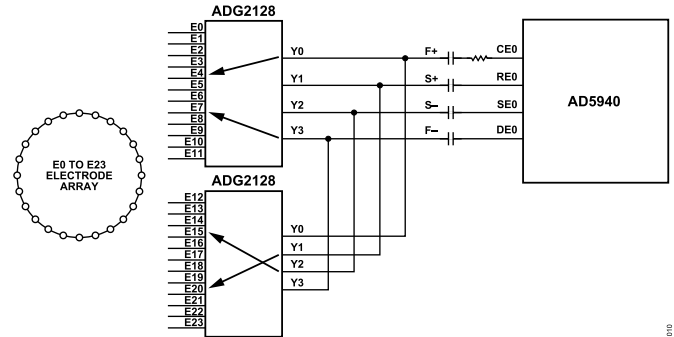 ADG2128
E0
E1
E2
E3
E4
E5
E6
E7
E8
E9
E10
E11
Y0
Y1
Y2
Y3
F+
S+
S–
F–
CE0
RE0
SE0
DE0
AD5940
E0 TO E23
ELECTRODE
ARRAY
ADG2128
E12
E13
E14
E15
E16
E17
E18
E19
E20
E21
E22
E23
Y0
Y1
Y2
Y3
010